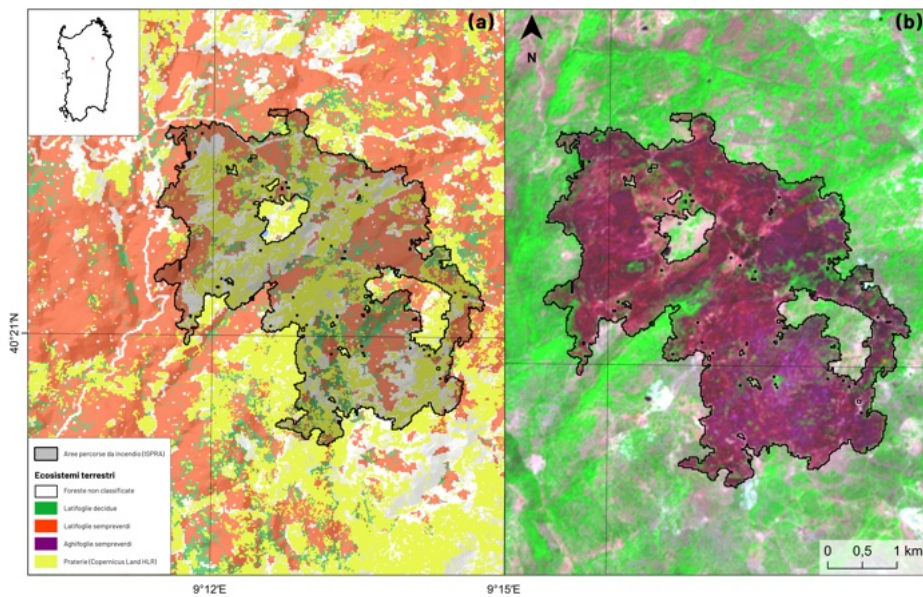 (a)
(b)
N
40°21'N
Aree percorse da incendio (ISPRA)
Ecosistemi terrestri
Foreste non classificate
Latifoglie decidue
Latifoglie sempreverdi
Aghifoglie sempreverdi
Praterie (Copernicus Land HLR)
0 0,5 1 km
9°12'E
9°15'E